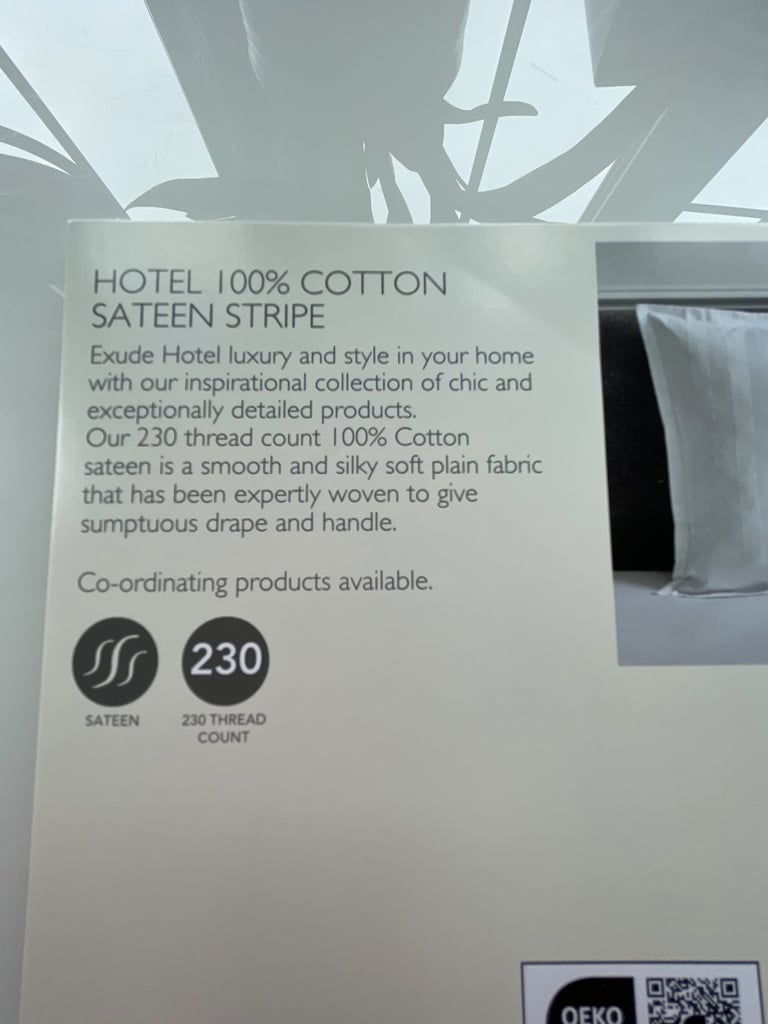 HOTEL 100% COTTON
SATEEN STRIPE
Exude Hotel luxury and style in your home
with our inspirational collection of chic and
exceptionally detailed products.
Our 230 thread count 100% Cotton
sateen is a smooth and silky soft plain fabric
that has been expertly woven to give
sumptuous drape and handle.
Co-ordinating products available.
230
SATEEN
230 THREAD
COUNT
OEKO